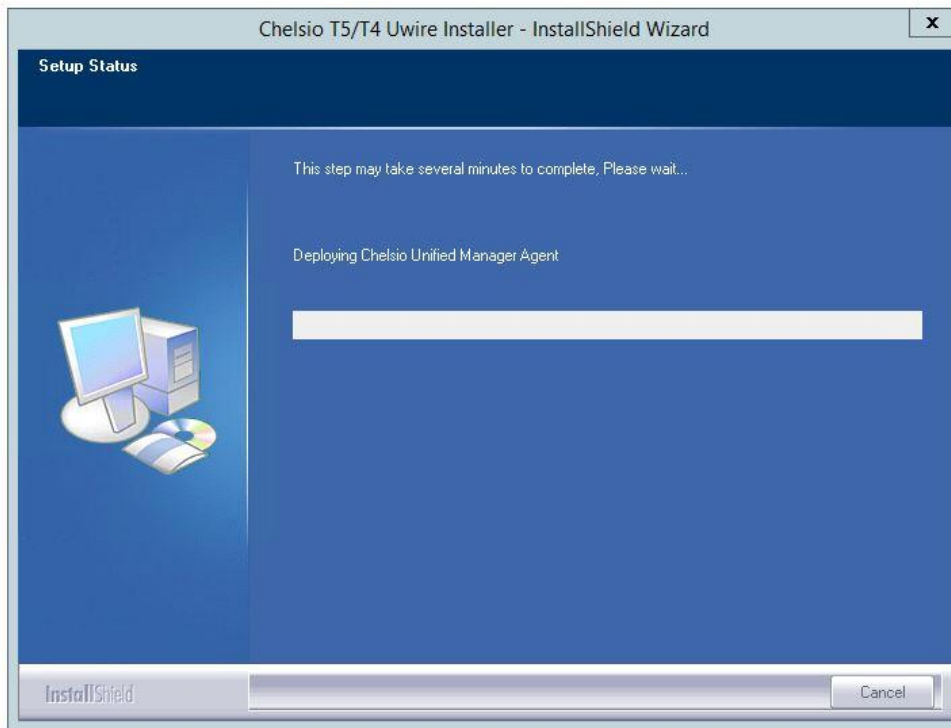 Chelsio T5/T4 Uwire Installer - InstallShield Wizard
x
Setup Status
This step may take several minutes to complete, Please wait...
Deploying Chelsio Unified Manager Agent
InstallShield
Cancel